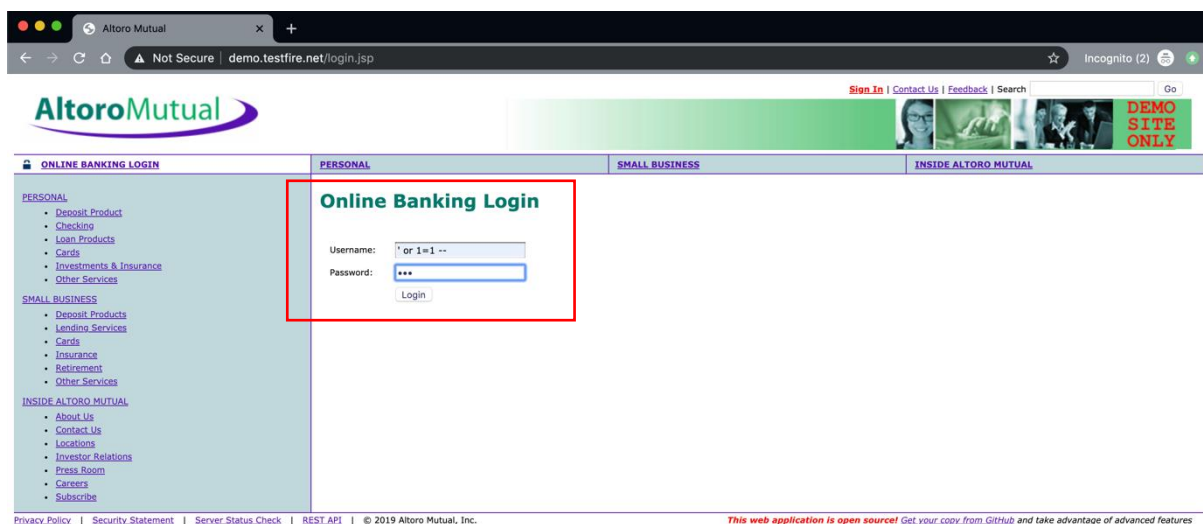 Altoro Mutual
Not Secure | demo.testfire.net/login.jsp
Incognito (2)
Sign In | Contact Us | Feedback | Search Go
AltoroMutual
DEMO
SITE
ONLY
ONLINE BANKING LOGIN
PERSONAL
SMALL BUSINESS
INSIDE ALTORO MUTUAL
PERSONAL
Deposit Product
Checking
Loan Products
Cards
Investments & Insurance
Other Services
SMALL BUSINESS
Deposit Products
Lending Services
Cards
Insurance
Retirement
Other Services
INSIDE ALTORO MUTUAL
About Us
Contact Us
Locations
Investor Relations
Press Room
Careers
Subscribe
Online Banking Login
Username: ' or 1=1 --
Password: •••
Login
Privacy Policy | Security Statement | Server Status Check | REST API | © 2019 Altoro Mutual, Inc.
This web application is open source! Get your copy from GitHub and take advantage of advanced features